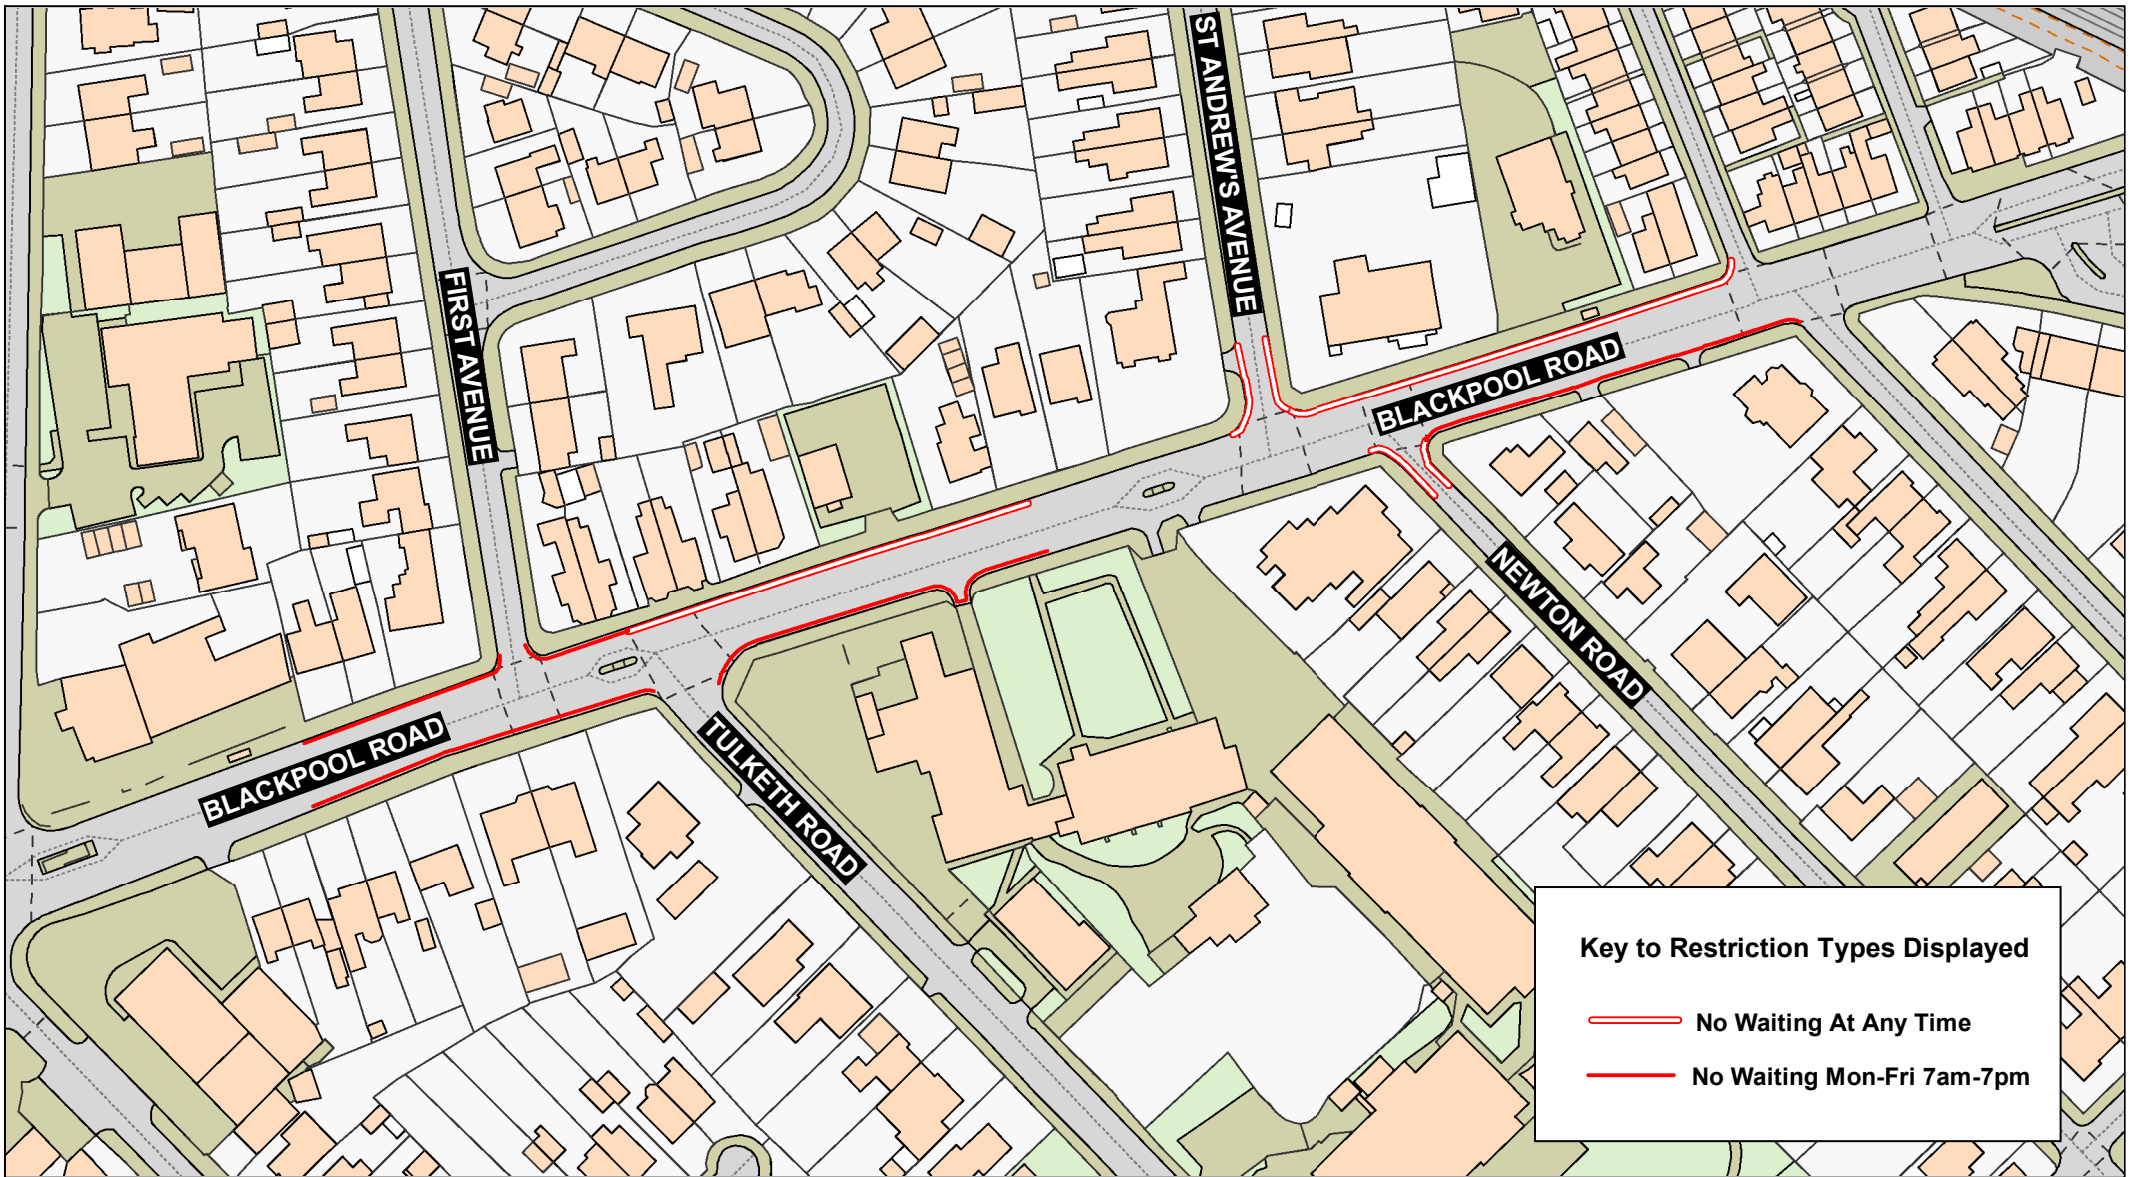 ST ANDREW'S AVENUE
FIRST AVENUE
BLACKPOOL ROAD
NEWTON ROAD
BLACKPOOL ROAD
TULKETH ROAD
Key to Restriction Types Displayed
No Waiting At Any Time
No Waiting Mon-Fri 7am-7pm